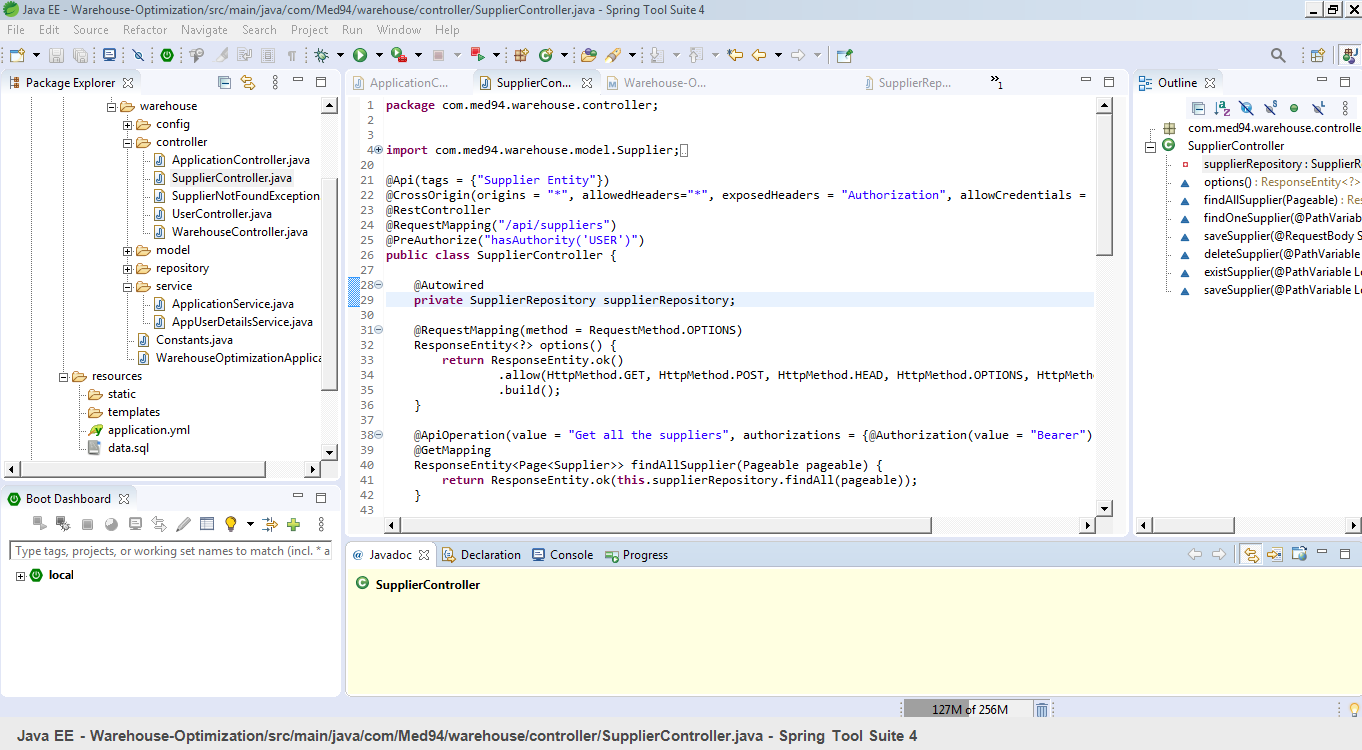 Java EE - Warehouse-Optimization/src/main/java/com/Med94/warehouse/controller/SupplierController.java - Spring Tool Suite 4
File Edit Source Refactor Navigate Search Project Run Window Help
Package Explorer
warehouse
config
controller
ApplicationController.java
SupplierController.java
SupplierNotFoundException
UserController.java
WarehouseController.java
model
repository
service
ApplicationService.java
AppUserDetailsService.java
Constants.java
WarehouseOptimizationApplica
resources
static
templates
application.yml
data.sql
Boot Dashboard
Type tags, projects, or working set names to match (incl. * a
local
ApplicationC... SupplierCon... Warehouse-O... SupplierRep... »1
1 package com.med94.warehouse.controller;
2
3
4 import com.med94.warehouse.model.Supplier;
20
21 @Api(tags = {"Supplier Entity"})
22 @CrossOrigin(origins = "*", allowedHeaders="*", exposedHeaders = "Authorization", allowCredentials =
23 @RestController
24 @RequestMapping("/api/suppliers")
25 @PreAuthorize("hasAuthority('USER')")
26 public class SupplierController {
27
28 @Autowired
29 private SupplierRepository supplierRepository;
30
31 @RequestMapping(method = RequestMethod.OPTIONS)
32 ResponseEntity<?> options() {
33 return ResponseEntity.ok()
34 .allow(HttpMethod.GET, HttpMethod.POST, HttpMethod.HEAD, HttpMethod.OPTIONS, HttpMeth
35 .build();
36 }
37
38 @ApiOperation(value = "Get all the suppliers", authorizations = {@Authorization(value = "Bearer")
39 @GetMapping
40 ResponseEntity<Page<Supplier>> findAllSupplier(Pageable pageable) {
41 return ResponseEntity.ok(this.supplierRepository.findAll(pageable));
42 }
43
Outline
com.med94.warehouse.controlle
SupplierController
supplierRepository : SupplierR
options() : ResponseEntity<?>
findAllSupplier(Pageable) : Res
findOneSupplier(@PathVariab
saveSupplier(@RequestBody S
deleteSupplier(@PathVariable
existSupplier(@PathVariable Lo
saveSupplier(@PathVariable Lo
@ Javadoc Declaration Console Progress
SupplierController
127M of 256M
Java EE - Warehouse-Optimization/src/main/java/com/Med94/warehouse/controller/SupplierController.java - Spring Tool Suite 4